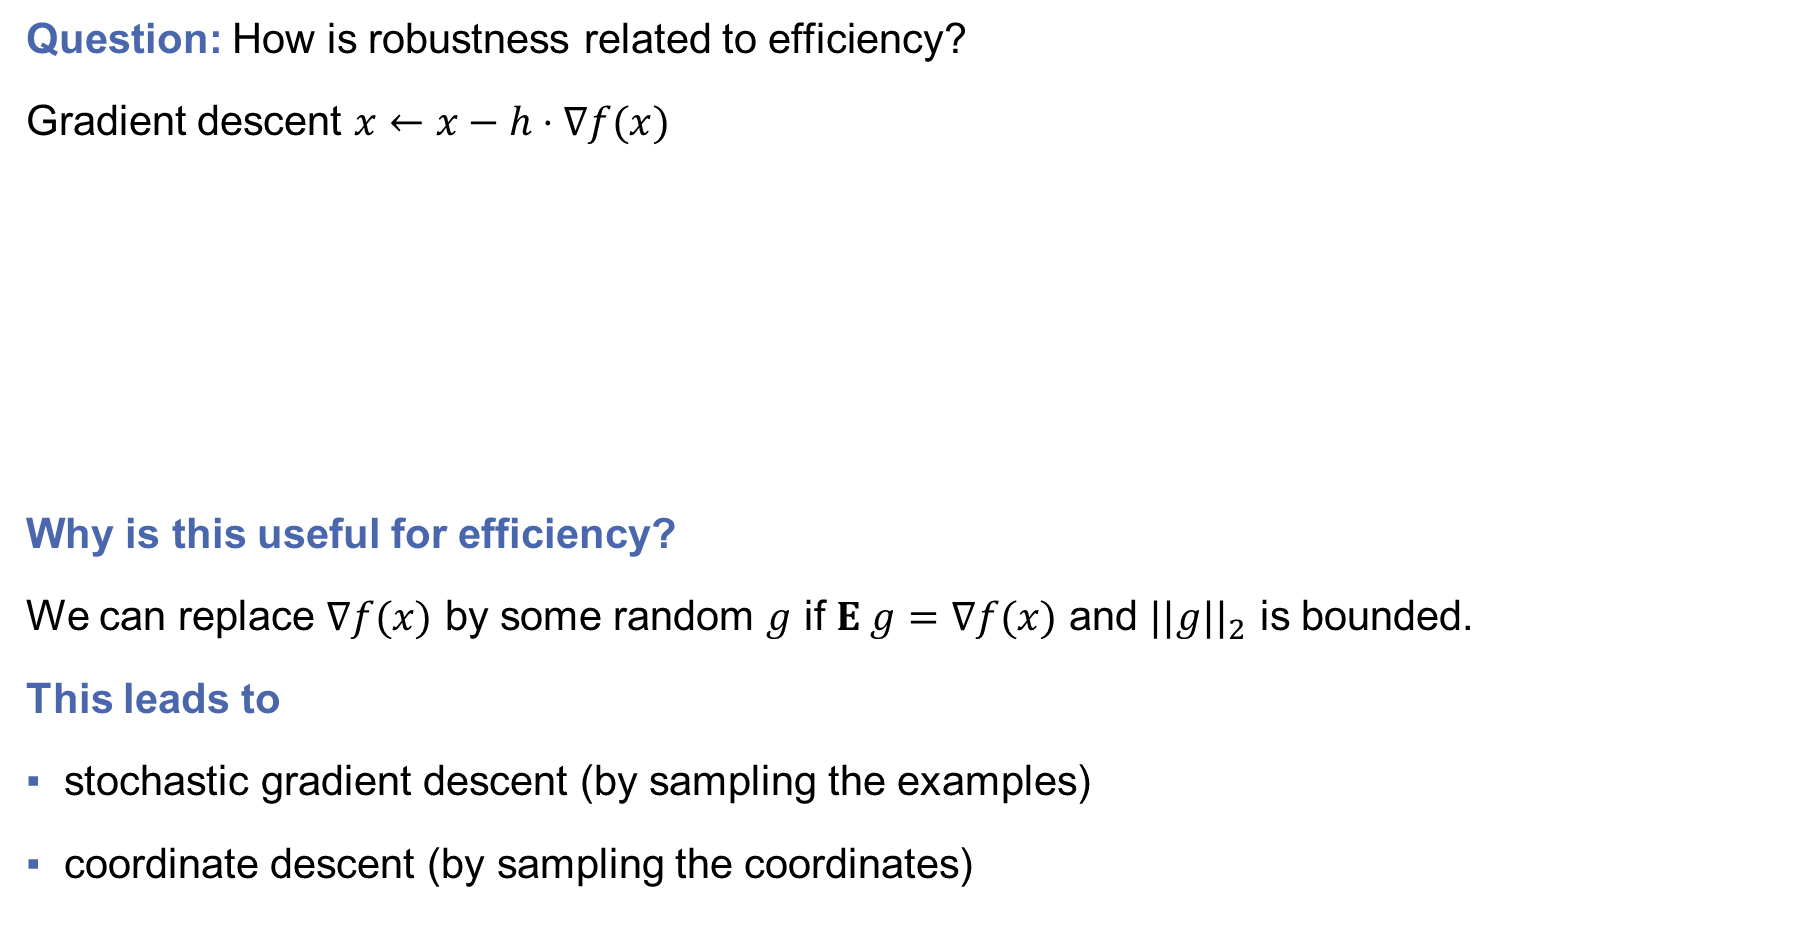 Question: How is robustness related to efficiency?
Gradient descent x ← x − h · ∇f(x)
Why is this useful for efficiency?
We can replace ∇f(x) by some random g if E g = ∇f(x) and ||g||₂ is bounded.
This leads to
▪ stochastic gradient descent (by sampling the examples)
▪ coordinate descent (by sampling the coordinates)